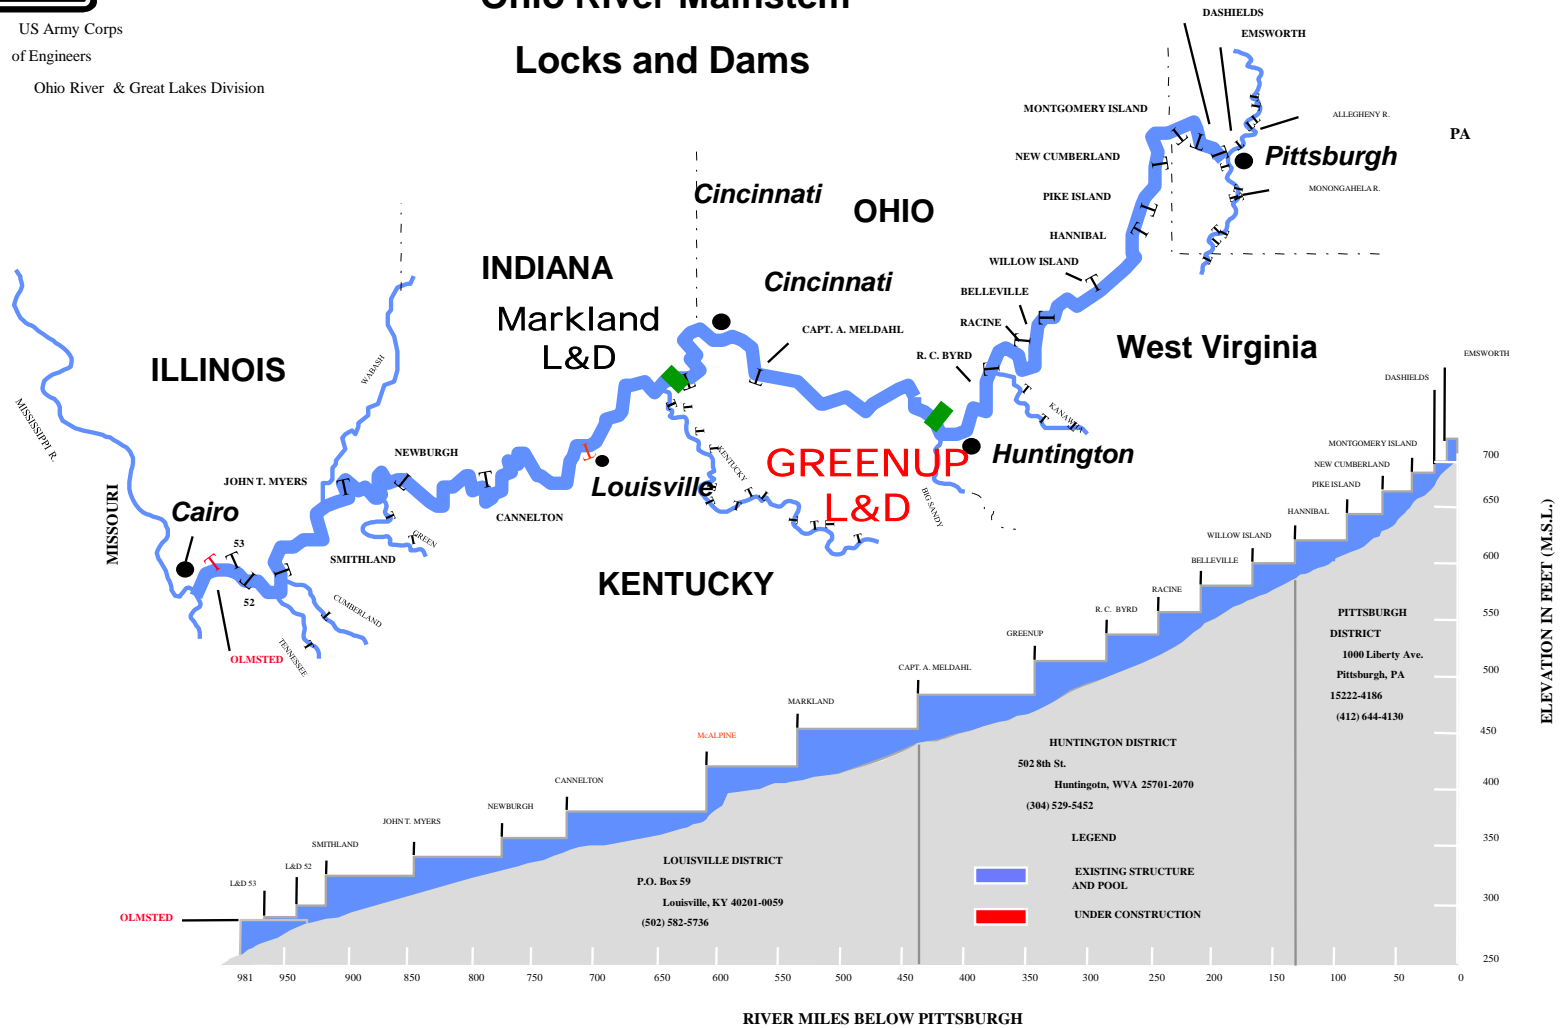 Ohio River Mainstem
Locks and Dams
US Army Corps
of Engineers
Ohio River & Great Lakes Division
DASHIELDS
EMSWORTH
MONTGOMERY ISLAND
ALLEGHENY R.
PA
NEW CUMBERLAND
Pittsburgh
PIKE ISLAND
MONONGAHELA R.
Cincinnati
OHIO
HANNIBAL
INDIANA
WILLOW ISLAND
Cincinnati
BELLEVILLE
Markland
L&D
CAPT. A. MELDAHL
RACINE
R. C. BYRD
West Virginia
ILLINOIS
WABASH
MISSISSIPPI R.
KANAWHA
NEWBURGH
GREENUP
L&D
Huntington
KENTUCKY
JOHN T. MYERS
Louisville
BIG SANDY
MISSOURI
Cairo
CANNELTON
53
GREEN
SMITHLAND
KENTUCKY
52
CUMBERLAND
TENNESSEE
OLMSTED
EMSWORTH
DASHIELDS
MONTGOMERY ISLAND
NEW CUMBERLAND
PIKE ISLAND
HANNIBAL
WILLOW ISLAND
BELLEVILLE
RACINE
R. C. BYRD
GREENUP
CAPT. A. MELDAHL
MARKLAND
McALPINE
CANNELTON
NEWBURGH
JOHN T. MYERS
SMITHLAND
L&D 52
L&D 53
OLMSTED
PITTSBURGH
DISTRICT
1000 Liberty Ave.
Pittsburgh, PA
15222-4186
(412) 644-4130
HUNTINGTON DISTRICT
502 8th St.
Huntingotn, WVA 25701-2070
(304) 529-5452
LOUISVILLE DISTRICT
P.O. Box 59
Louisville, KY 40201-0059
(502) 582-5736
LEGEND
EXISTING STRUCTURE
AND POOL
UNDER CONSTRUCTION
700
650
600
550
500
450
400
350
300
250
ELEVATION IN FEET (M.S.L.)
981 950 900 850 800 750 700 650 600 550 500 450 400 350 300 250 200 150 100 50 0
RIVER MILES BELOW PITTSBURGH